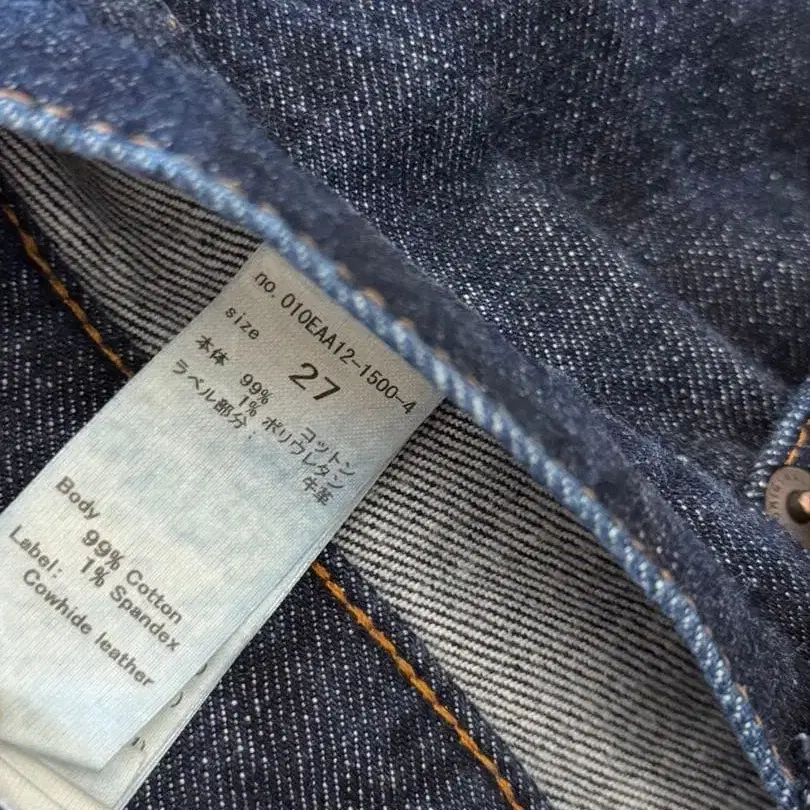 no. 010EAA12-1500-4
size 27
本体 99% コットン
1% ポリウレタン
ラベル部分: 牛革
Body
99% Cotton
1% Spandex
Label:
Cowhide leather